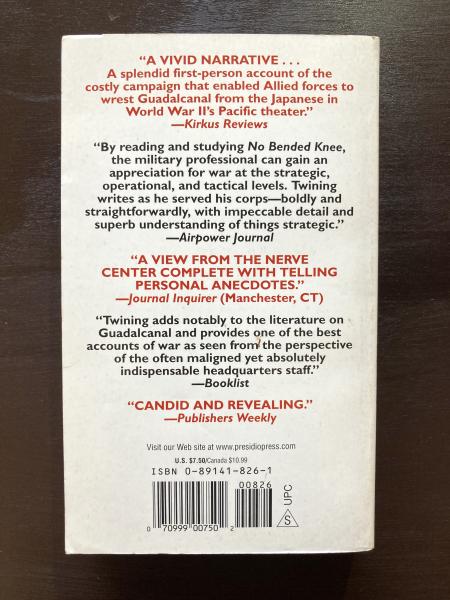 “A VIVID NARRATIVE . . .
A splendid first-person account of the
costly campaign that enabled Allied forces to
wrest Guadalcanal from the Japanese in
World War II’s Pacific theater.”
—Kirkus Reviews
“By reading and studying No Bended Knee,
the military professional can gain an
appreciation for war at the strategic,
operational, and tactical levels. Twining
writes as he served his corps—boldly and
straightforwardly, with impeccable detail and
superb understanding of things strategic.”
—Airpower Journal
“A VIEW FROM THE NERVE
CENTER COMPLETE WITH TELLING
PERSONAL ANECDOTES.”
—Journal Inquirer (Manchester, CT)
“Twining adds notably to the literature on
Guadalcanal and provides one of the best
accounts of war as seen from the perspective
of the often maligned yet absolutely
indispensable headquarters staff.”
—Booklist
“CANDID AND REVEALING.”
—Publishers Weekly
Visit our Web site at www.presidiopress.com
U.S. $7.50/Canada $10.99
ISBN 0-89141-826-1
00826
0 70999 00750 2
S UPC